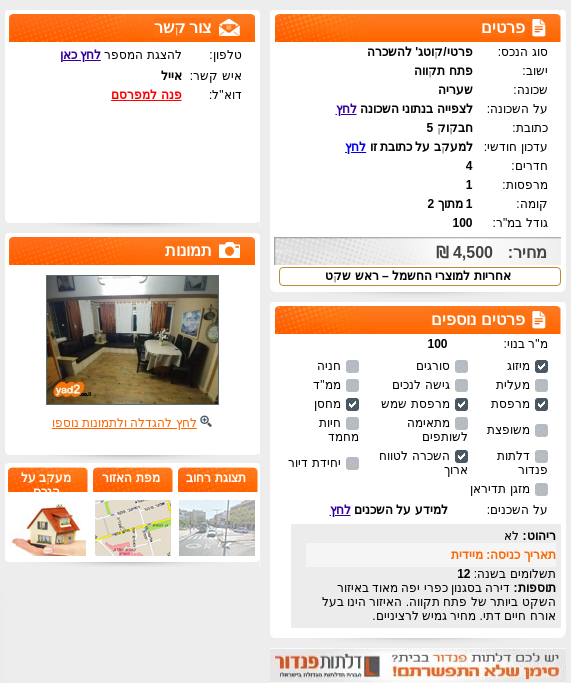 פרטים
סוג הנכס: פרטי/קוטג' להשכרה
ישוב: פתח תקווה
שכונה: שעריה
על השכונה: לצפייה בנתוני השכונה לחץ
כתובת: חבקוק 5
עדכון חודשי: למעקב על כתובת זו לחץ
חדרים: 4
מרפסות: 1
קומה: 1 מתוך 2
גודל במ"ר: 100
מחיר: 4,500 ₪
אחריות למוצרי החשמל – ראש שקט
פרטים נוספים
מ"ר בנוי: 100
מיזוג סורגים חניה
מעלית גישה לנכים ממ"ד
מרפסת מרפסת שמש מחסן
משופצת מתאימה לשותפים חיות מחמד
דלתות פנדור השכרה לטווח ארוך יחידת דיור
מזגן תדיראן
על השכנים: למידע על השכנים לחץ
ריהוט: לא
תאריך כניסה: מיידית
תשלומים בשנה: 12
תוספות: דירה בסגנון כפרי יפה מאוד באיזור
השקט ביותר של פתח תקווה. האיזור הינו בעל
אורח חיים דתי. מחיר גמיש לרציניים.
יש לכם דלתות פנדור בבית?
סימן שלא התפשרתם!
דלתותפנדור
חברת הדלתות הגדולה בישראל
צור קשר
טלפון: להצגת המספר לחץ כאן
איש קשר: אייל
דוא"ל: פנה למפרסם
תמונות
yad2
לחץ להגדלה ולתמונות נוספו
תצוגת רחוב
מפת האזור
מעקב על
הנכס